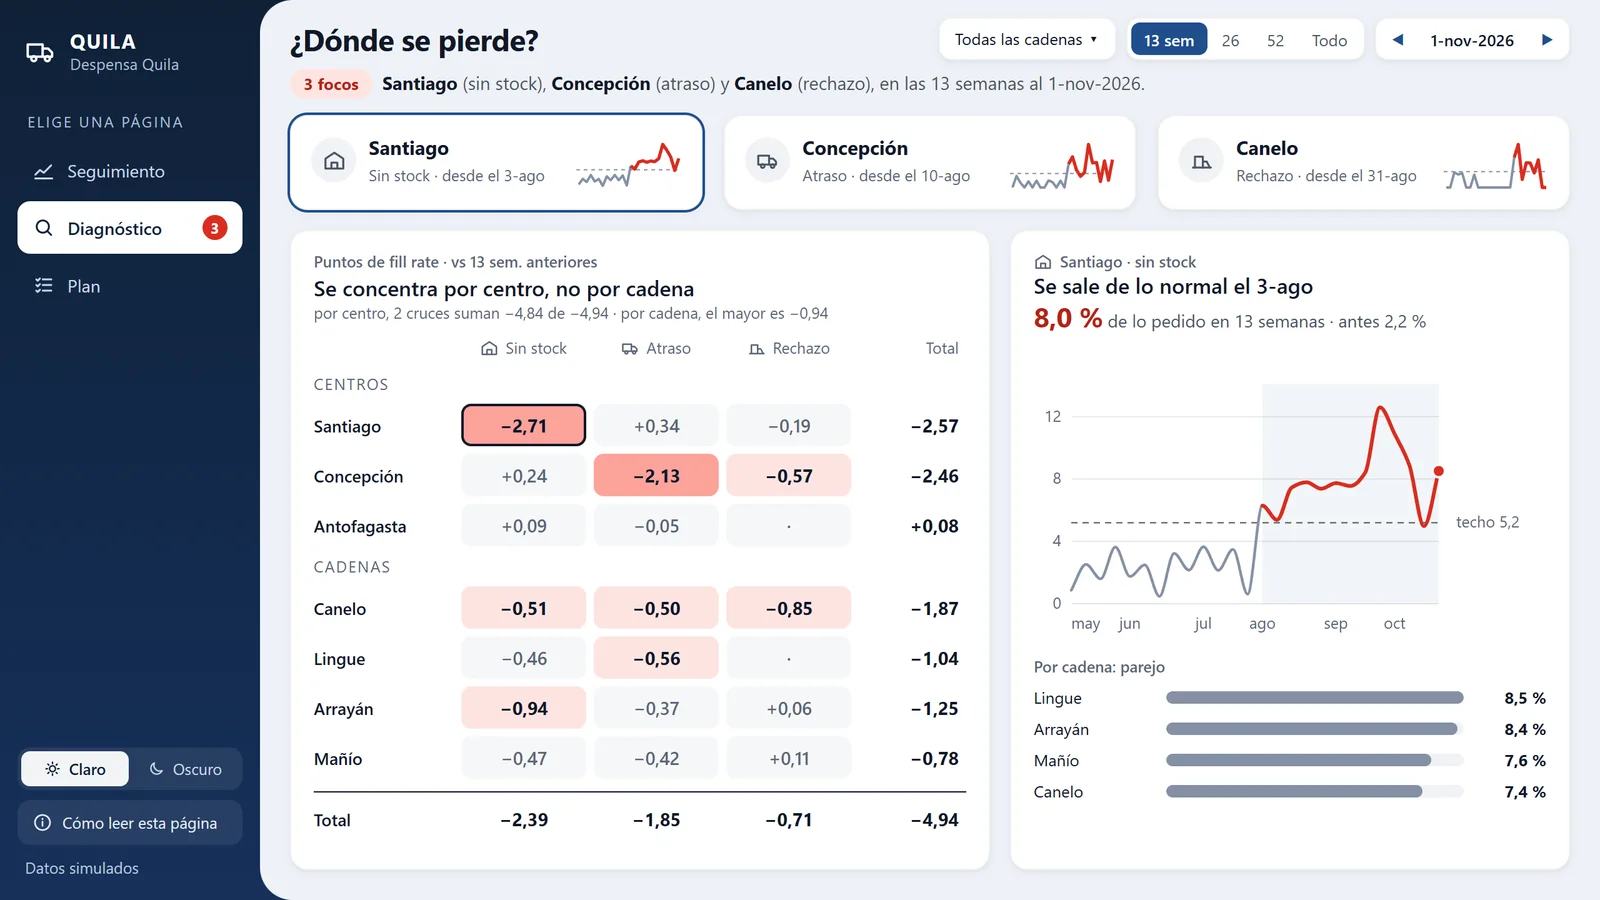 QUILA
Despensa Quila
ELIGE UNA PÁGINA
Seguimiento
Diagnóstico 3
Plan
Claro Oscuro
Cómo leer esta página
Datos simulados
¿Dónde se pierde?
Todas las cadenas ▾
13 sem 26 52 Todo
◀ 1-nov-2026 ▶
3 focos Santiago (sin stock), Concepción (atraso) y Canelo (rechazo), en las 13 semanas al 1-nov-2026.
Santiago
Sin stock · desde el 3-ago
Concepción
Atraso · desde el 10-ago
Canelo
Rechazo · desde el 31-ago
Puntos de fill rate · vs 13 sem. anteriores
Se concentra por centro, no por cadena
por centro, 2 cruces suman −4,84 de −4,94 · por cadena, el mayor es −0,94
Sin stock Atraso Rechazo Total
CENTROS
Santiago −2,71 +0,34 −0,19 −2,57
Concepción +0,24 −2,13 −0,57 −2,46
Antofagasta +0,09 −0,05 · +0,08
CADENAS
Canelo −0,51 −0,50 −0,85 −1,87
Lingue −0,46 −0,56 · −1,04
Arrayán −0,94 −0,37 +0,06 −1,25
Mañío −0,47 −0,42 +0,11 −0,78
Total −2,39 −1,85 −0,71 −4,94
Santiago · sin stock
Se sale de lo normal el 3-ago
8,0 % de lo pedido en 13 semanas · antes 2,2 %
12
8
techo 5,2
4
0
may jun jul ago sep oct
Por cadena: parejo
Lingue 8,5 %
Arrayán 8,4 %
Mañío 7,6 %
Canelo 7,4 %